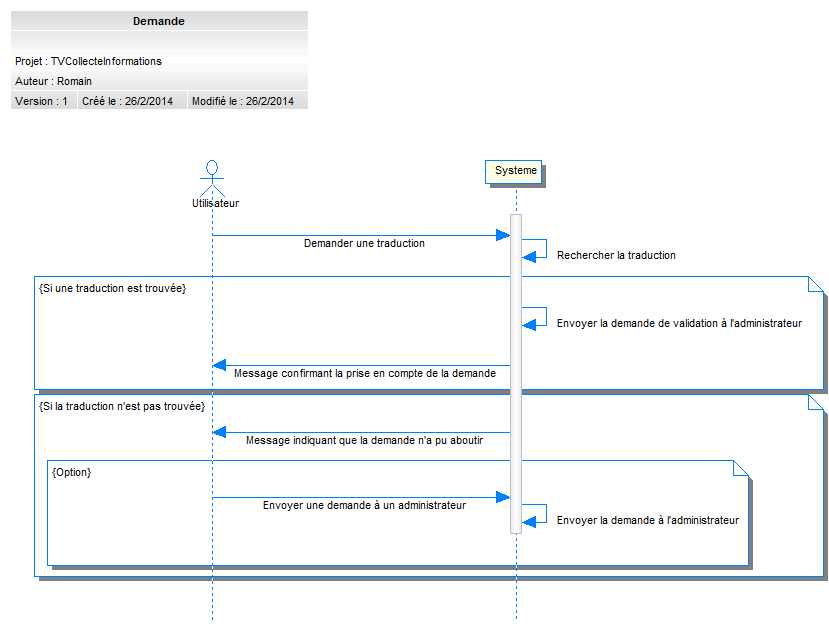 Demande
Projet : TVCollecteInformations
Auteur : Romain
Version : 1 Créé le : 26/2/2014 Modifié le : 26/2/2014
Utilisateur
Systeme
Demander une traduction
Rechercher la traduction
{Si une traduction est trouvée}
Envoyer la demande de validation à l'administrateur
Message confirmant la prise en compte de la demande
{Si la traduction n'est pas trouvée}
Message indiquant que la demande n'a pu aboutir
{Option}
Envoyer une demande à un administrateur
Envoyer la demande à l'administrateur